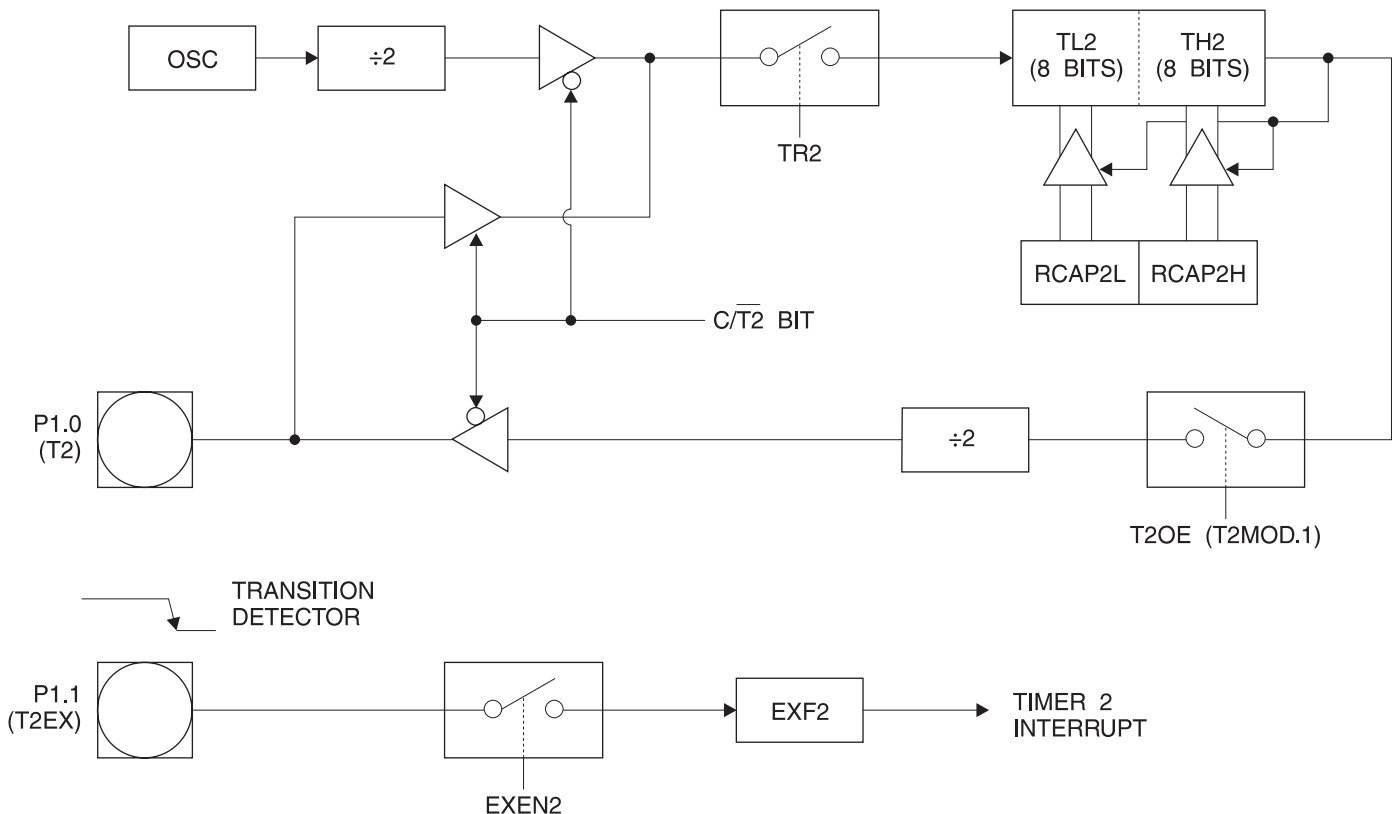 OSC
÷2
TR2
TL2
(8 BITS)
TH2
(8 BITS)
RCAP2L
RCAP2H
C/T2̅ BIT
P1.0
(T2)
÷2
T2OE (T2MOD.1)
TRANSITION
DETECTOR
P1.1
(T2EX)
EXEN2
EXF2
TIMER 2
INTERRUPT